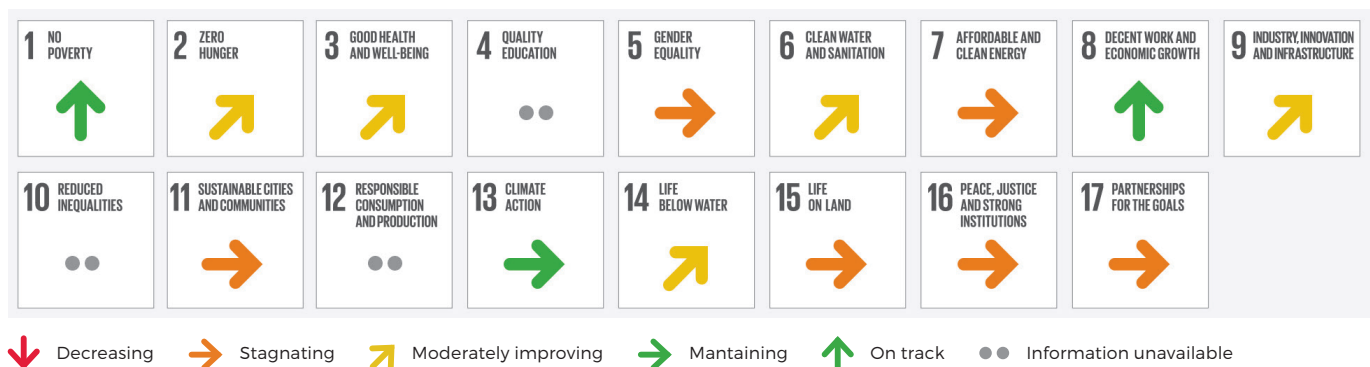 1 NO
POVERTY
2 ZERO
HUNGER
3 GOOD HEALTH
AND WELL-BEING
4 QUALITY
EDUCATION
5 GENDER
EQUALITY
6 CLEAN WATER
AND SANITATION
7 AFFORDABLE AND
CLEAN ENERGY
8 DECENT WORK AND
ECONOMIC GROWTH
9 INDUSTRY, INNOVATION
AND INFRASTRUCTURE
10 REDUCED
INEQUALITIES
11 SUSTAINABLE CITIES
AND COMMUNITIES
12 RESPONSIBLE
CONSUMPTION
AND PRODUCTION
13 CLIMATE
ACTION
14 LIFE
BELOW WATER
15 LIFE
ON LAND
16 PEACE, JUSTICE
AND STRONG
INSTITUTIONS
17 PARTNERSHIPS
FOR THE GOALS
Decreasing
Stagnating
Moderately improving
Mantaining
On track
Information unavailable